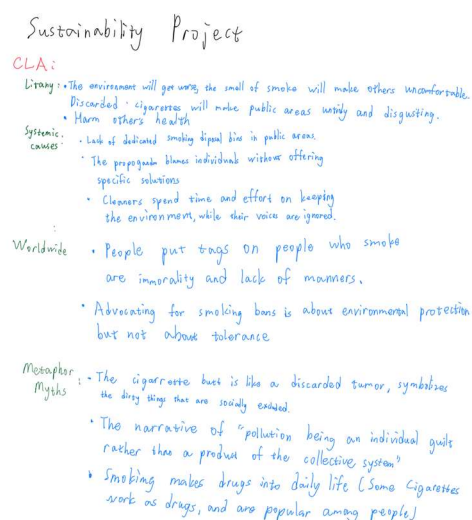 Sustainability Project
CLA:
Litany: • The environment will get worse, the smell of smoke will make others uncomfortable.
Discarded cigarettes will make public areas untidy and disgusting.
• Harm others health
Systemic causes: • Lack of dedicated smoking disposal bins in public areas.
• The propaganda blames individuals without offering
specific solutions
• Cleaners spend time and effort on keeping
the environment, while their voices are ignored.
:
Worldwide • People put tags on people who smoke
are immorality and lack of manners.
• Advocating for smoking bans is about environmental protection
but not about tolerance
Metaphor Myths: • The cigarrette butt is like a discarded tumor, symbolizes
the dirty things that are socially excluded.
• The narrative of "pollution being an individual guilt
rather than a product of the collective system"
• Smoking makes drugs into daily life (Some Cigarettes
work as drugs, and are popular among people)